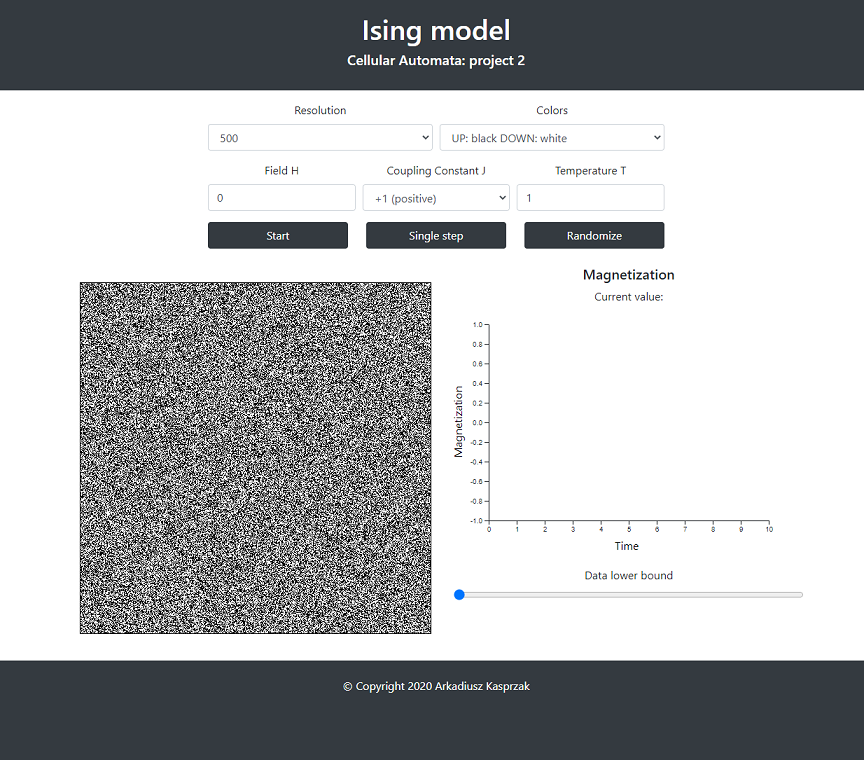 Ising model
Cellular Automata: project 2
Resolution Colors
500 UP: black DOWN: white
Field H Coupling Constant J Temperature T
0 +1 (positive) 1
Start Single step Randomize
Magnetization
Current value:
1.0
0.8
0.6
0.4
0.2
0.0
-0.2
-0.4
-0.6
-0.8
-1.0
Magnetization
0 1 2 3 4 5 6 7 8 9 10
Time
Data lower bound
© Copyright 2020 Arkadiusz Kasprzak